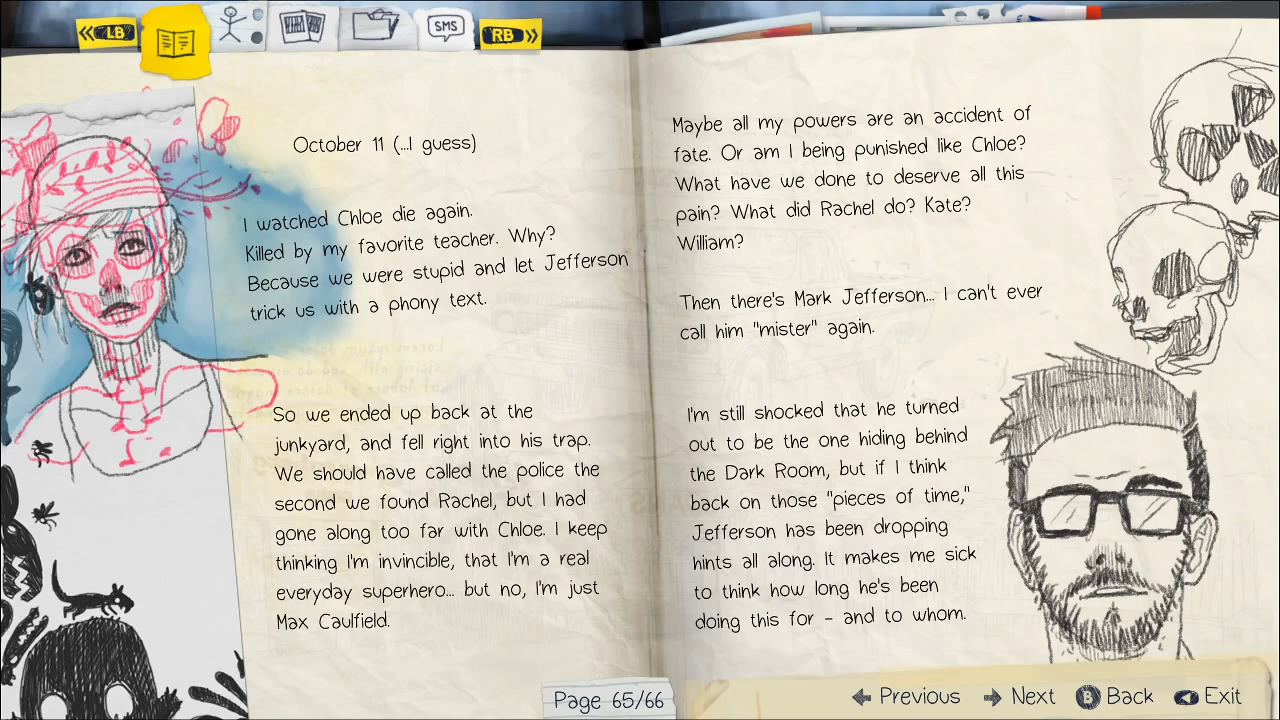 LB
SMS
RB
October 11 (...I guess)
I watched Chloe die again.
Killed by my favorite teacher. Why?
Because we were stupid and let Jefferson
trick us with a phony text.
So we ended up back at the
junkyard, and fell right into his trap.
We should have called the police the
second we found Rachel, but I had
gone along too far with Chloe. I keep
thinking I'm invincible, that I'm a real
everyday superhero... but no, I'm just
Max Caulfield.
Maybe all my powers are an accident of
fate. Or am I being punished like Chloe?
What have we done to deserve all this
pain? What did Rachel do? Kate?
William?
Then there's Mark Jefferson... I can't ever
call him "mister" again.
I'm still shocked that he turned
out to be the one hiding behind
the Dark Room, but if I think
back on those "pieces of time,"
Jefferson has been dropping
hints all along. It makes me sick
to think how long he's been
doing this for - and to whom.
Page 65/66
Previous Next B Back Exit